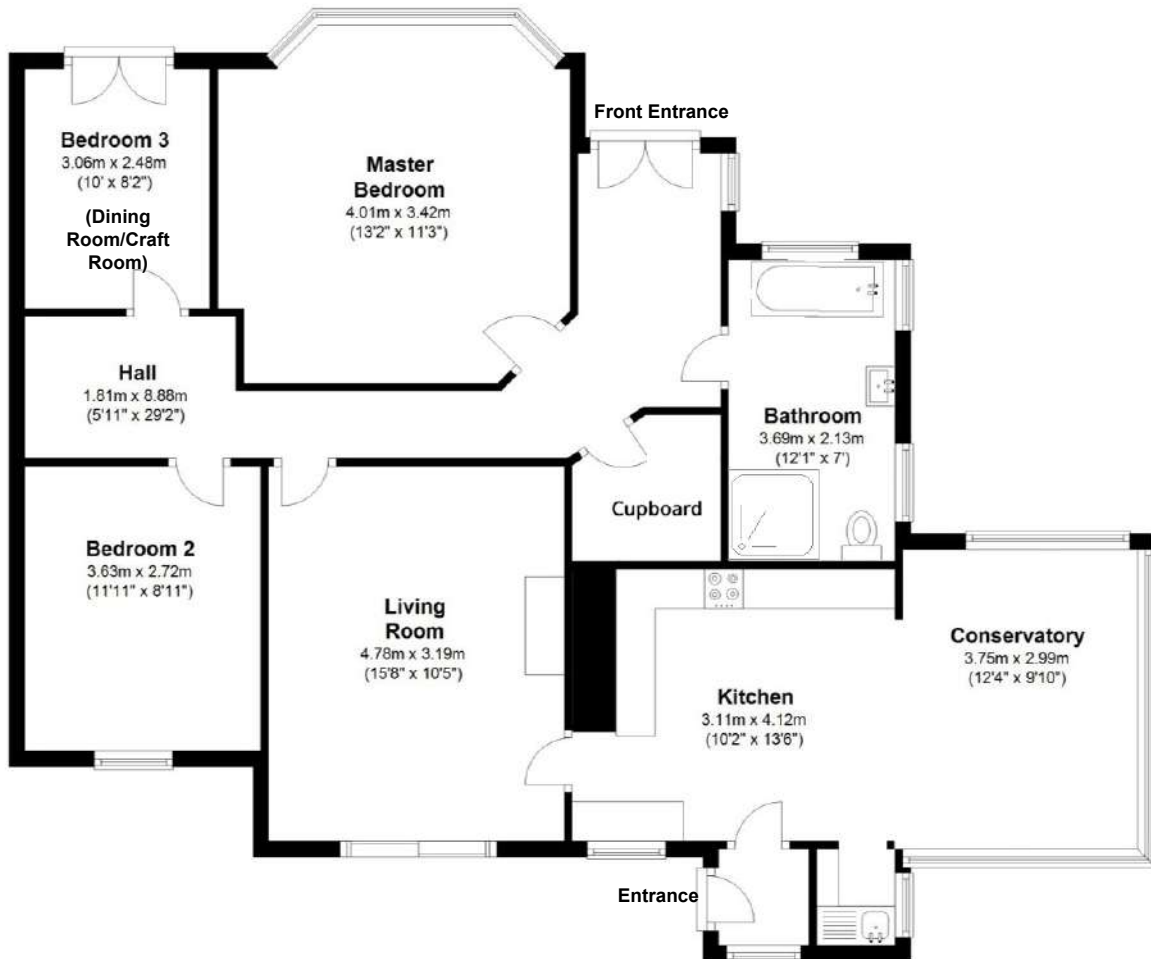 Front Entrance
Bedroom 3
3.06m x 2.48m
(10' x 8'2")
(Dining
Room/Craft
Room)
Master
Bedroom
4.01m x 3.42m
(13'2" x 11'3")
Hall
1.81m x 8.88m
(5'11" x 29'2")
Bathroom
3.69m x 2.13m
(12'1" x 7')
Cupboard
Bedroom 2
3.63m x 2.72m
(11'11" x 8'11")
Living
Room
4.78m x 3.19m
(15'8" x 10'5")
Kitchen
3.11m x 4.12m
(10'2" x 13'6")
Conservatory
3.75m x 2.99m
(12'4" x 9'10")
Entrance